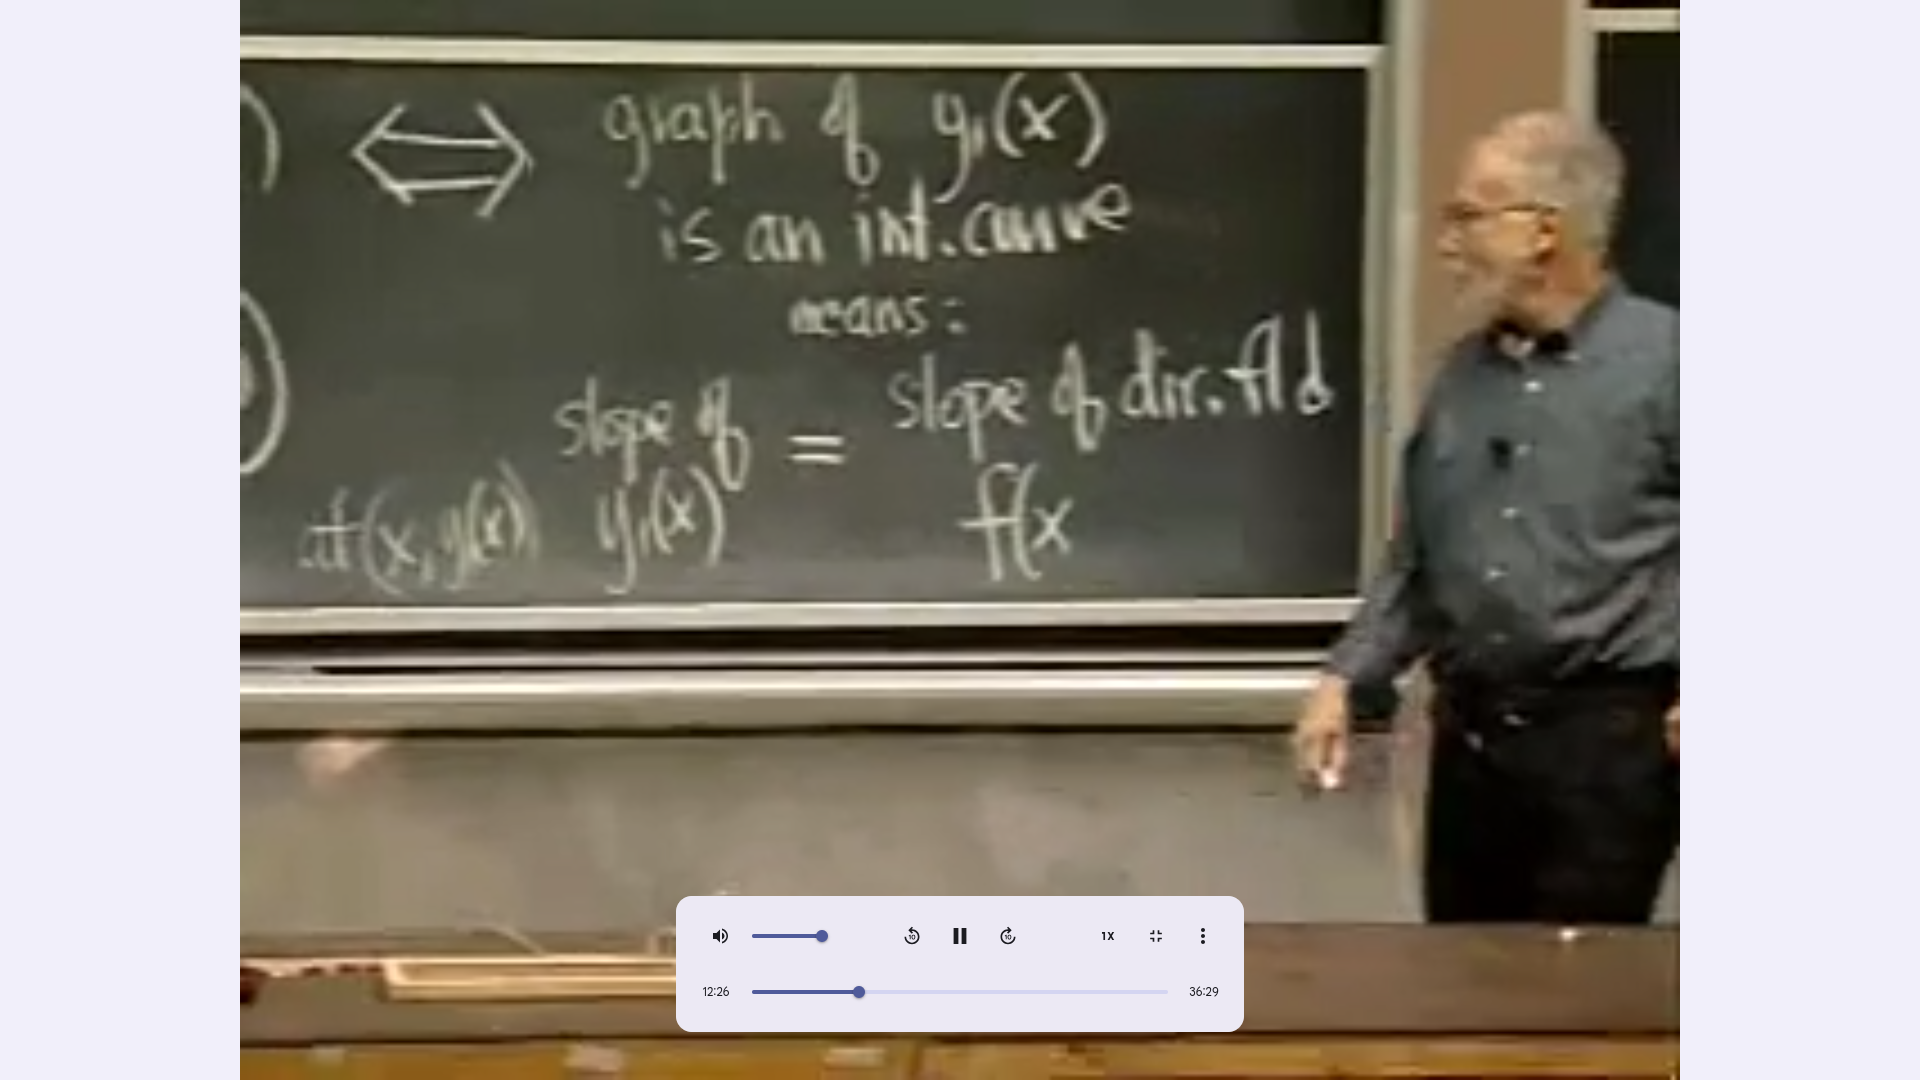 ) ⟺ graph of y₁(x)
is an int. curve
means:
slope of = slope of dir. fld
at (x, y₁(x)) y₁(x) f(x
1X
12:26 36:29